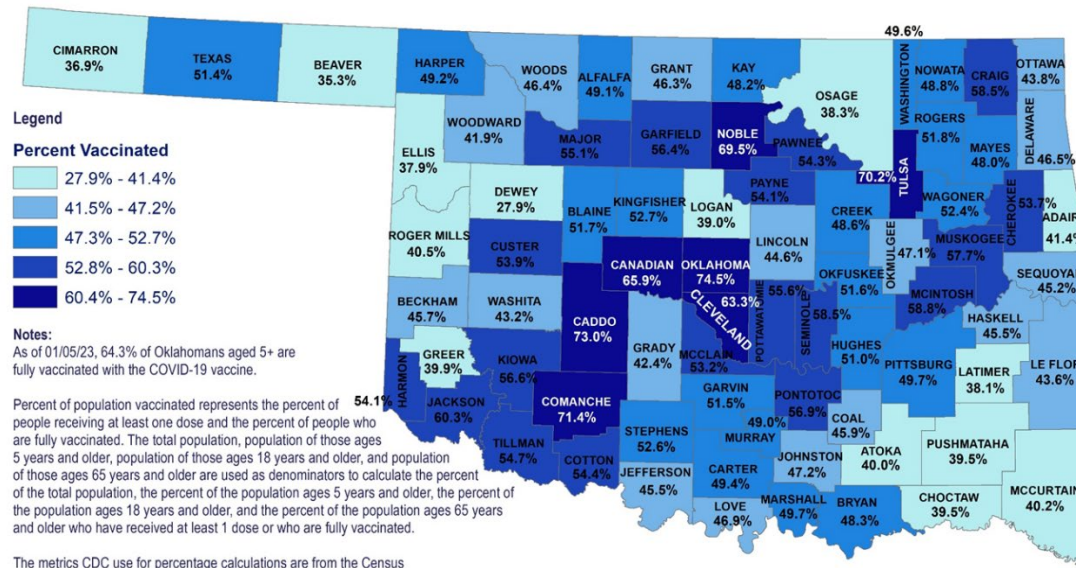 49.6%
CIMARRON
36.9%
TEXAS
51.4%
BEAVER
35.3%
HARPER
49.2%
WOODS
46.4%
ALFALFA
49.1%
GRANT
46.3%
KAY
48.2%
OSAGE
38.3%
WASHINGTON
NOWATA
48.8%
CRAIG
58.5%
OTTAWA
43.8%
Legend
Percent Vaccinated
27.9% - 41.4%
41.5% - 47.2%
47.3% - 52.7%
52.8% - 60.3%
60.4% - 74.5%
WOODWARD
41.9%
MAJOR
55.1%
GARFIELD
56.4%
NOBLE
69.5%
PAWNEE
54.3%
ROGERS
51.8%
MAYES
48.0%
DELAWARE
46.5%
ELLIS
37.9%
DEWEY
27.9%
BLAINE
51.7%
KINGFISHER
52.7%
LOGAN
39.0%
PAYNE
54.1%
70.2%
TULSA
CREEK
48.6%
WAGONER
52.4%
CHEROKEE
53.7%
ADAIR
41.4%
ROGER MILLS
40.5%
CUSTER
53.9%
CANADIAN
65.9%
OKLAHOMA
74.5%
LINCOLN
44.6%
OKMULGEE
47.1%
MUSKOGEE
57.7%
SEQUOYAH
45.2%
BECKHAM
45.7%
WASHITA
43.2%
CADDO
73.0%
GRADY
42.4%
63.3%
CLEVELAND
55.6%
POTTAWATOMIE
SEMINOLE
58.5%
OKFUSKEE
51.6%
MCINTOSH
58.8%
HASKELL
45.5%
LE FLOR
43.6%
Notes:
As of 01/05/23, 64.3% of Oklahomans aged 5+ are
fully vaccinated with the COVID-19 vaccine.
GREER
39.9%
KIOWA
56.6%
MCCLAIN
53.2%
HUGHES
51.0%
PITTSBURG
49.7%
LATIMER
38.1%
54.1%
HARMON
JACKSON
60.3%
COMANCHE
71.4%
GARVIN
51.5%
PONTOTOC
56.9%
COAL
45.9%
TILLMAN
54.7%
COTTON
54.4%
STEPHENS
52.6%
49.0%
MURRAY
JOHNSTON
47.2%
ATOKA
40.0%
PUSHMATAHA
39.5%
JEFFERSON
45.5%
CARTER
49.4%
LOVE
46.9%
MARSHALL
49.7%
BRYAN
48.3%
CHOCTAW
39.5%
MCCURTAIN
40.2%
Percent of population vaccinated represents the percent of
people receiving at least one dose and the percent of people who
are fully vaccinated. The total population, population of those ages
5 years and older, population of those ages 18 years and older, and population
of those ages 65 years and older are used as denominators to calculate the percent
of the total population, the percent of the population ages 5 years and older, the percent of
the population ages 18 years and older, and the percent of the population ages 65 years
and older who have received at least 1 dose or who are fully vaccinated.
The metrics CDC use for percentage calculations are from the Census